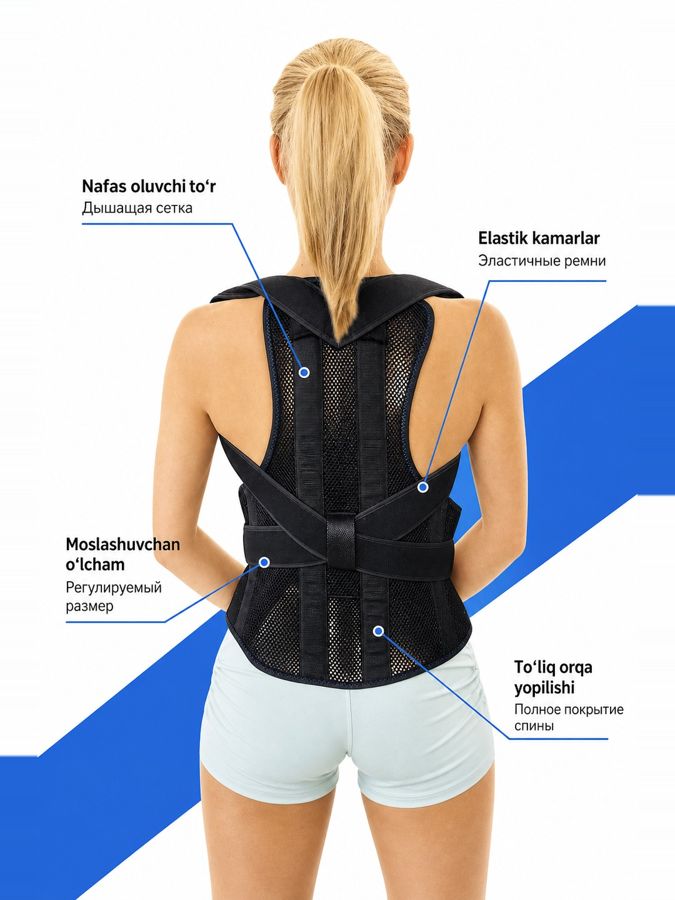 Nafas oluvchi to‘r
Дышащая сетка
Elastik kamarlar
Эластичные ремни
Moslashuvchan
o‘lcham
Регулируемый
размер
To‘liq orqa
yopilishi
Полное покрытие
спины